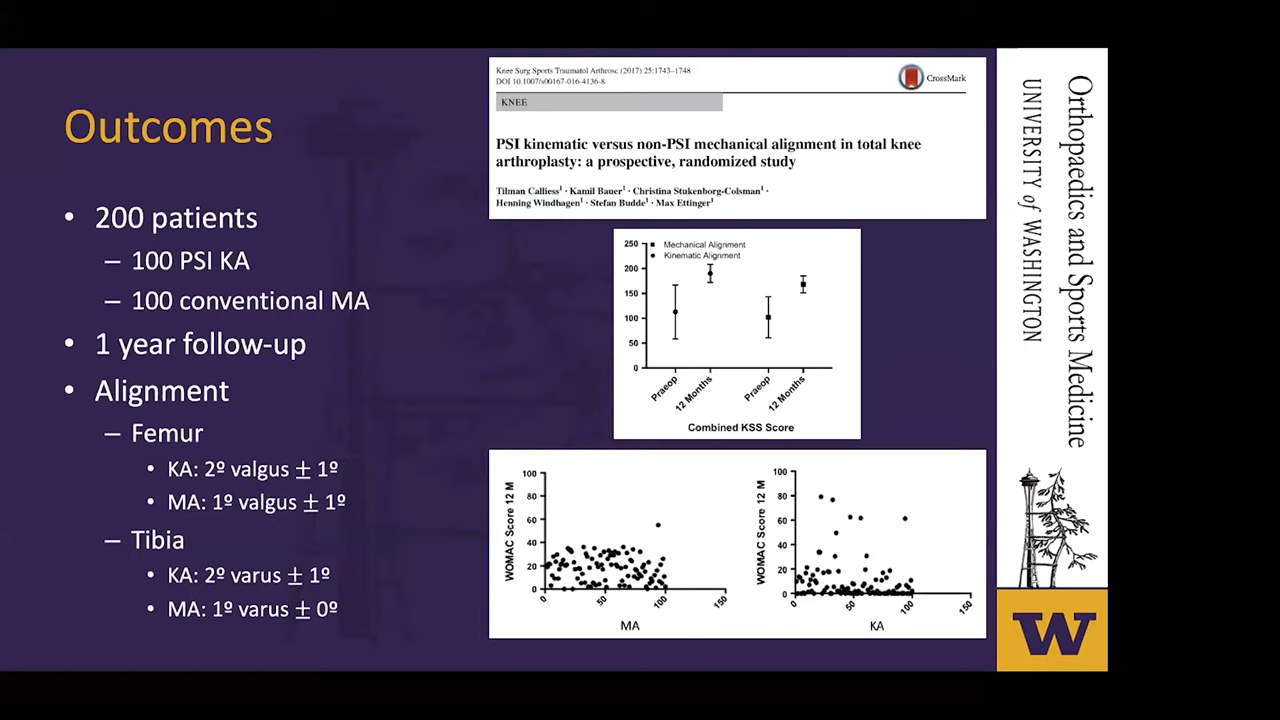 Outcomes
• 200 patients
– 100 PSI KA
– 100 conventional MA
• 1 year follow-up
• Alignment
– Femur
• KA: 2º valgus ± 1º
• MA: 1º valgus ± 1º
– Tibia
• KA: 2º varus ± 1º
• MA: 1º varus ± 0º
Knee Surg Sports Traumatol Arthrosc (2017) 25:1743–1748
DOI 10.1007/s00167-016-4136-8
CrossMark
KNEE
PSI kinematic versus non-PSI mechanical alignment in total knee
arthroplasty: a prospective, randomized study
Tilman Calliess¹ · Kamil Bauer¹ · Christina Stukenborg-Colsman¹ ·
Henning Windhagen¹ · Stefan Budde¹ · Max Ettinger¹
250
200
150
100
50
0
Mechanical Alignment
Kinematic Alignment
Praeop
12 Months
Praeop
12 Months
Combined KSS Score
WOMAC Score 12 M
100
80
60
40
20
0
0
50
100
150
MA
WOMAC Score 12 M
100
80
60
40
20
0
0
50
100
150
KA
Orthopaedics and Sports Medicine
UNIVERSITY of WASHINGTON
W